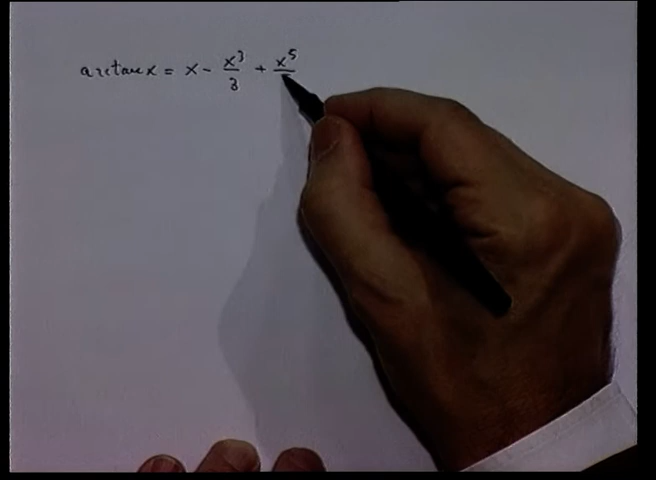 arctan x = x - x³/3 + x⁵/